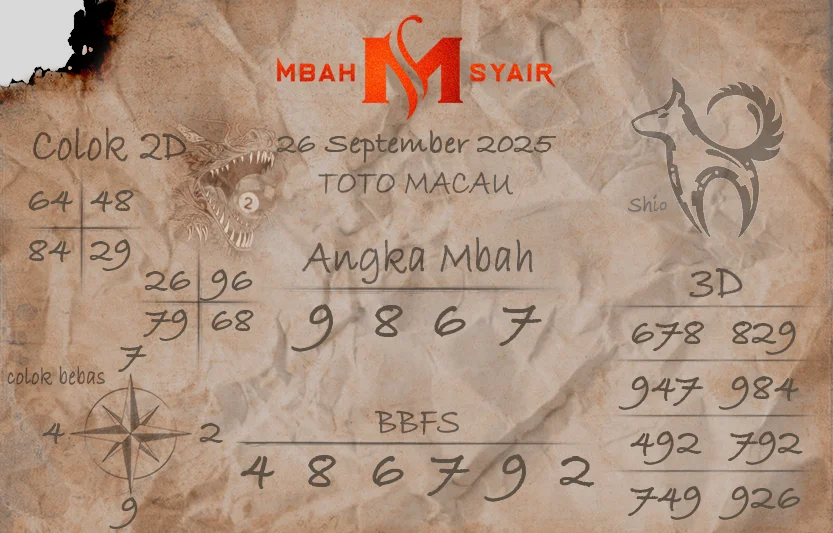 MBAH M SYAIR
26 September 2025
TOTO MACAU
Colok 2D
64 48
84 29
26 96
79 68
2
Shio
Angka Mbah
9 8 6 7
3D
678 829
947 984
492 792
749 926
colok bebas
7
4 2
9
BBFS
4 8 6 7 9 2